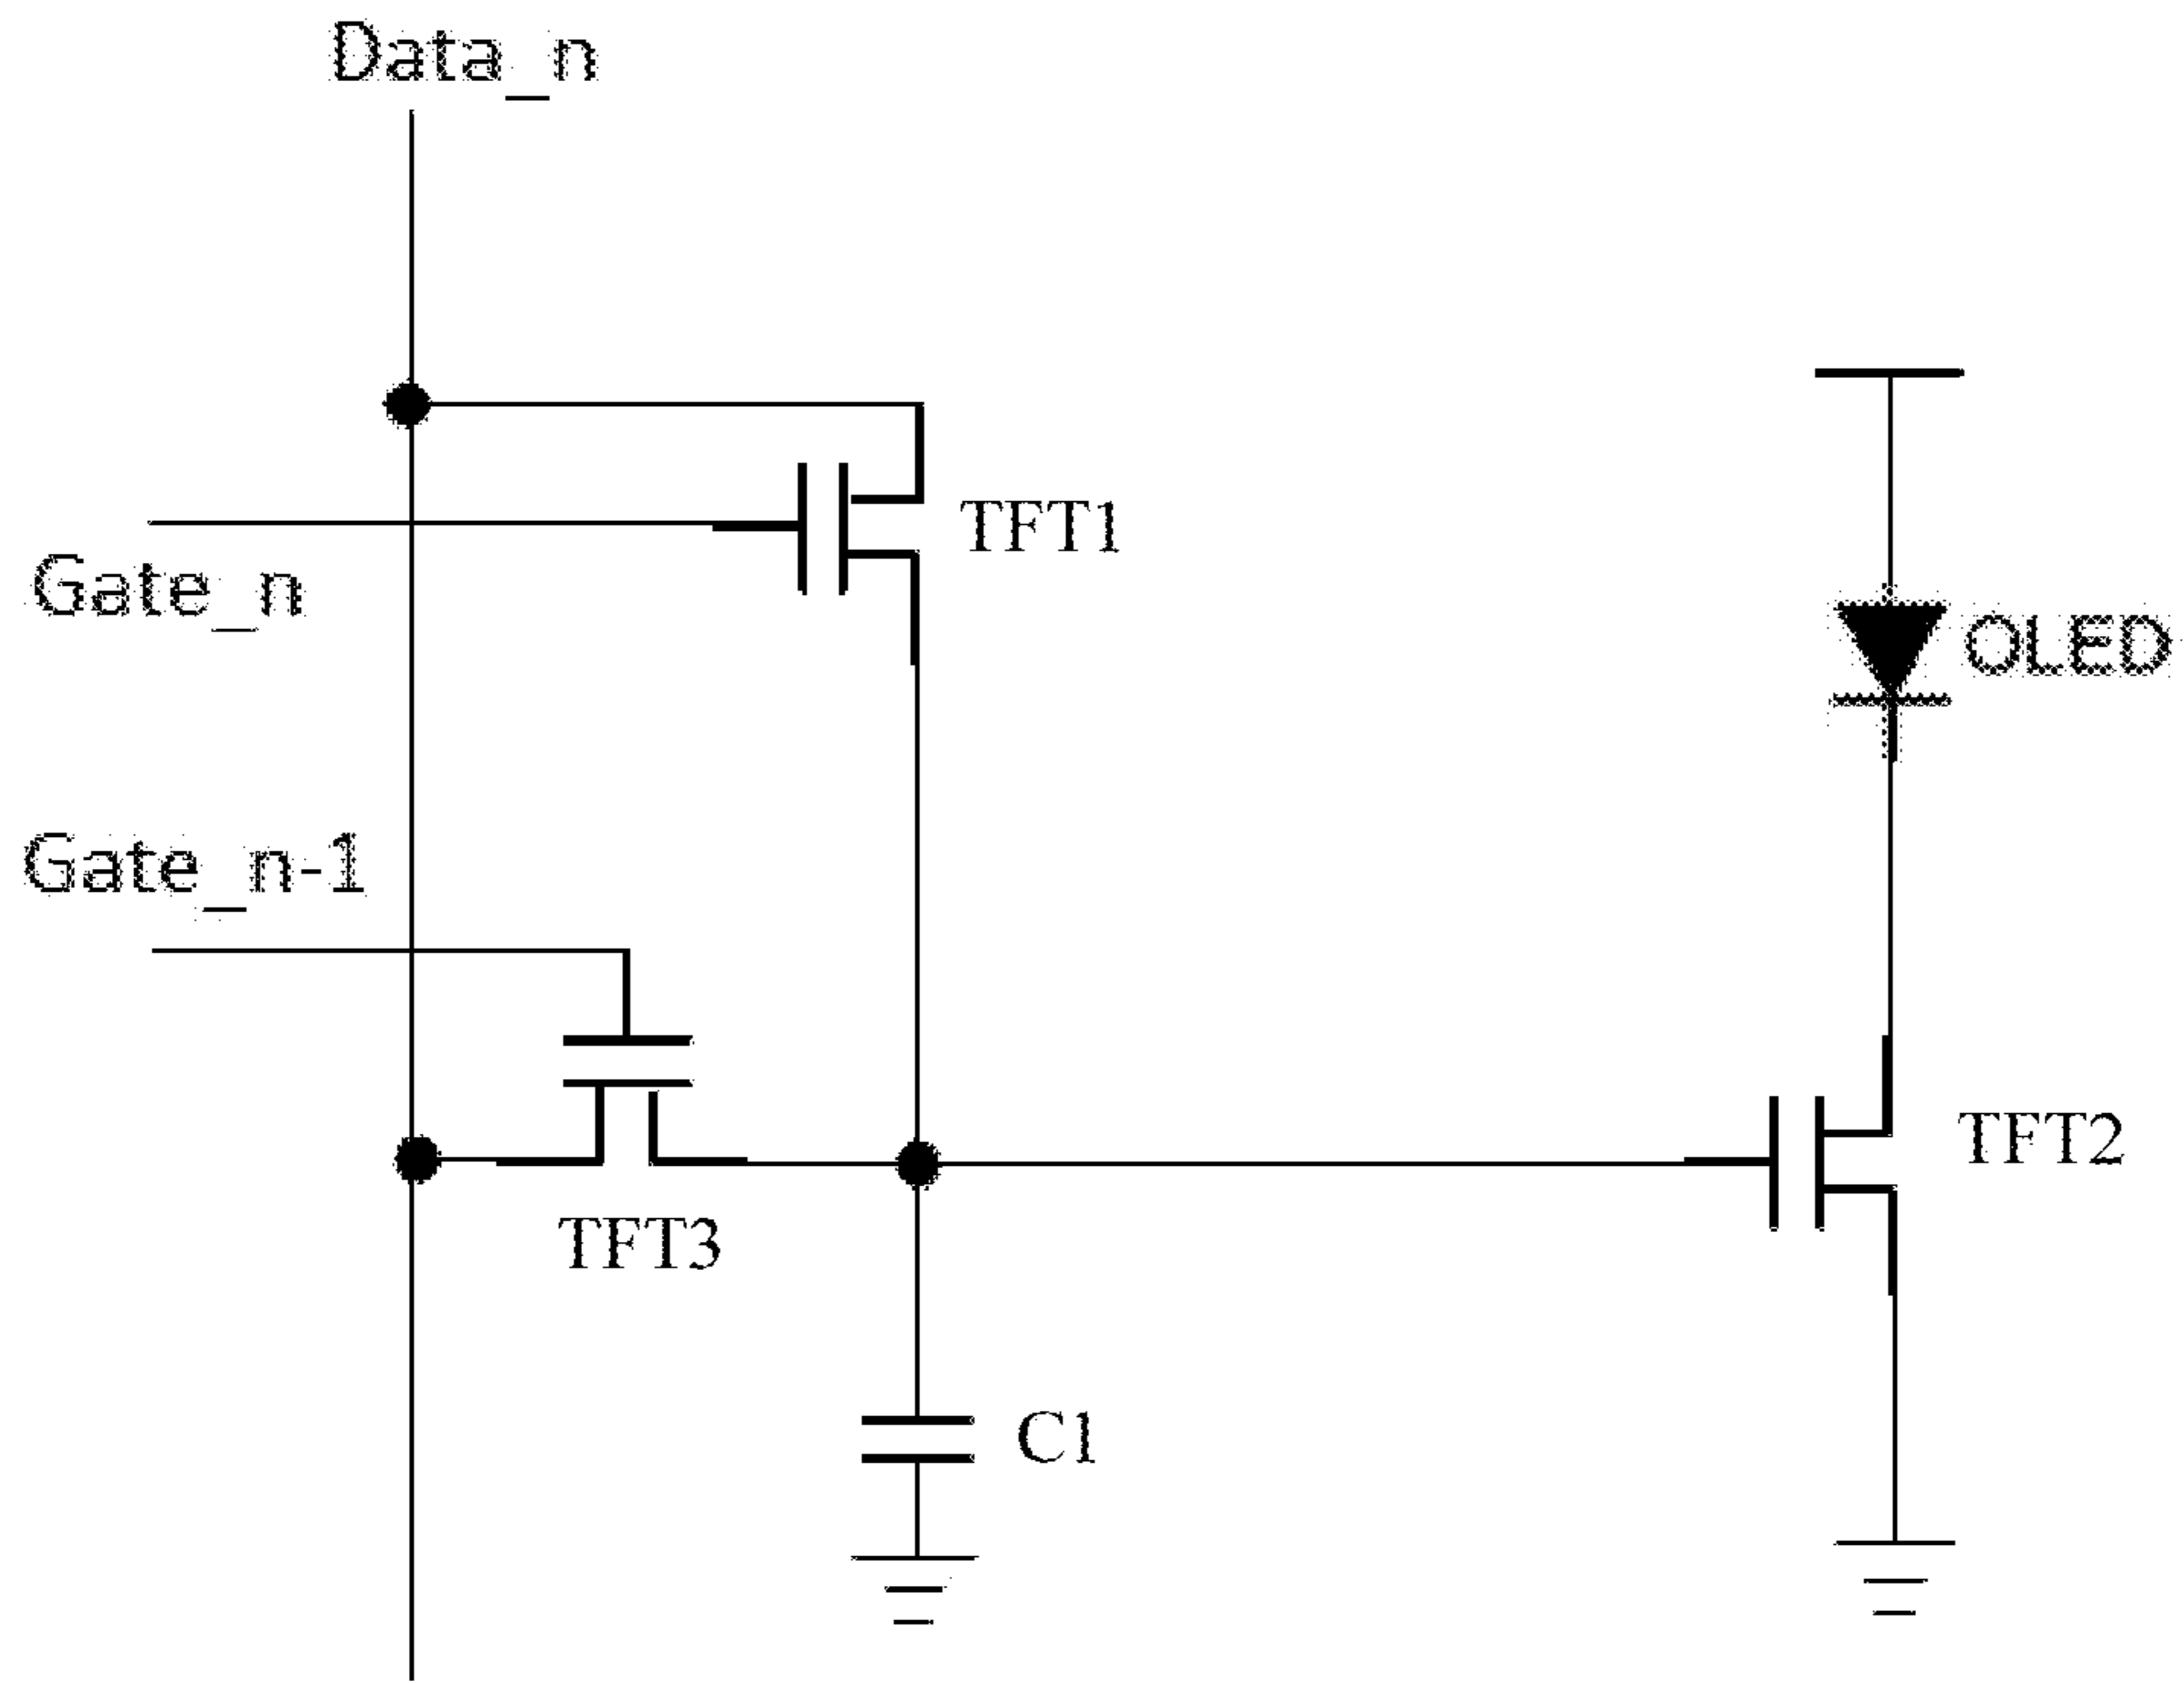 Data_n
TFT1
Gate_n
OLED
Gate_n-1
TFT2
TFT3
C1